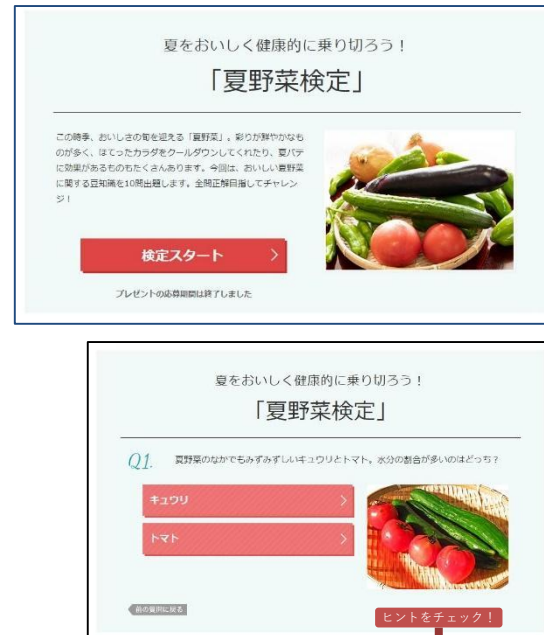 夏をおいしく健康的に乗り切ろう！
「夏野菜検定」
この時季、おいしさの旬を迎える「夏野菜」。彩りが鮮やかなも
のが多く、ほてったカラダをクールダウンしてくれたり、夏バテ
に効果があるものもたくさんあります。今回は、おいしい夏野菜
に関する豆知識を10問出題します。全問正解目指してチャレン
ジ！
検定スタート
プレゼントの応募期間は終了しました
夏をおいしく健康的に乗り切ろう！
「夏野菜検定」
Q1. 夏野菜のなかでもみずみずしいキュウリとトマト。水分の割合が多いのはどっち？
キュウリ
トマト
前の質問に戻る
ヒントをチェック！